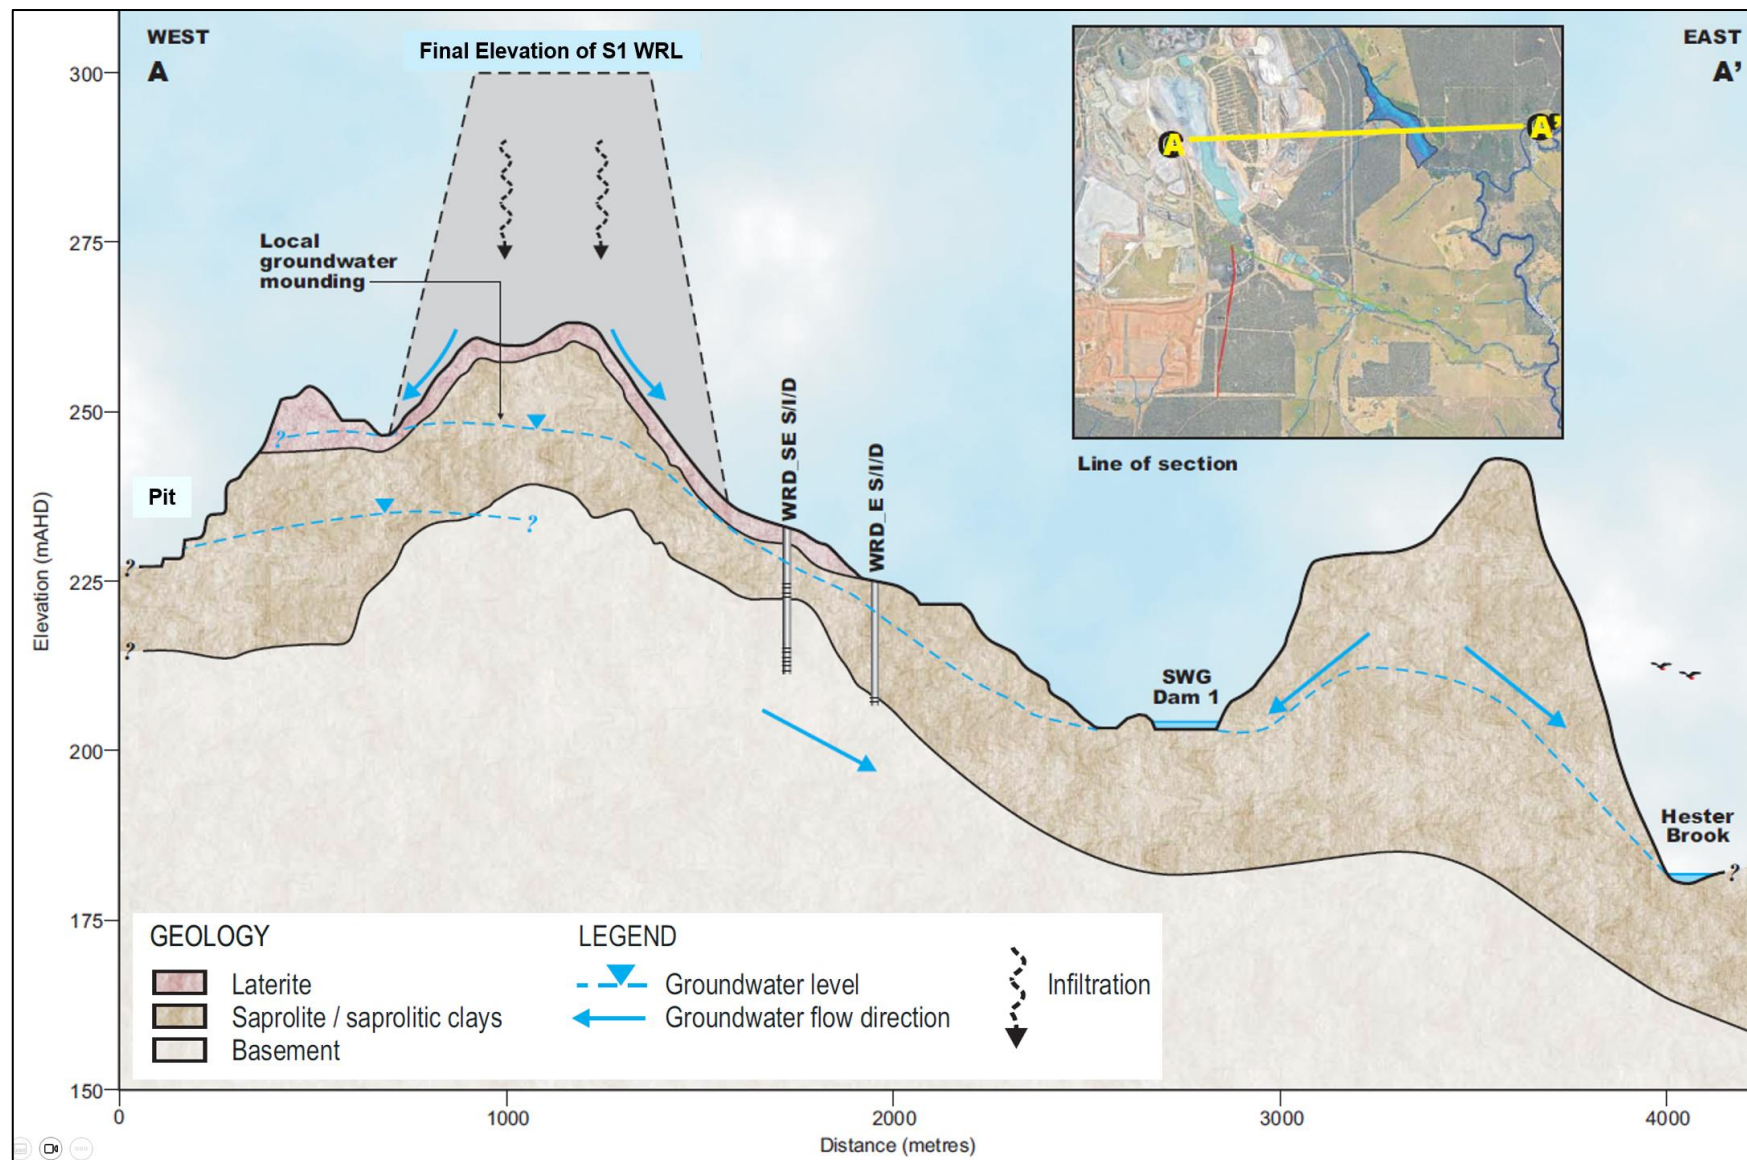 WEST
A
Final Elevation of S1 WRL
EAST
A’
300
275
250
225
200
175
150
Elevation (mAHD)
Local
groundwater
mounding
Pit
?
?
?
?
WRD_SE S/I/D
WRD_E S/I/D
A
A'
Line of section
SWG
Dam 1
Hester
Brook
?
GEOLOGY
Laterite
Saprolite / saprolitic clays
Basement
LEGEND
Groundwater level
Groundwater flow direction
Infiltration
0
1000
2000
3000
4000
Distance (metres)